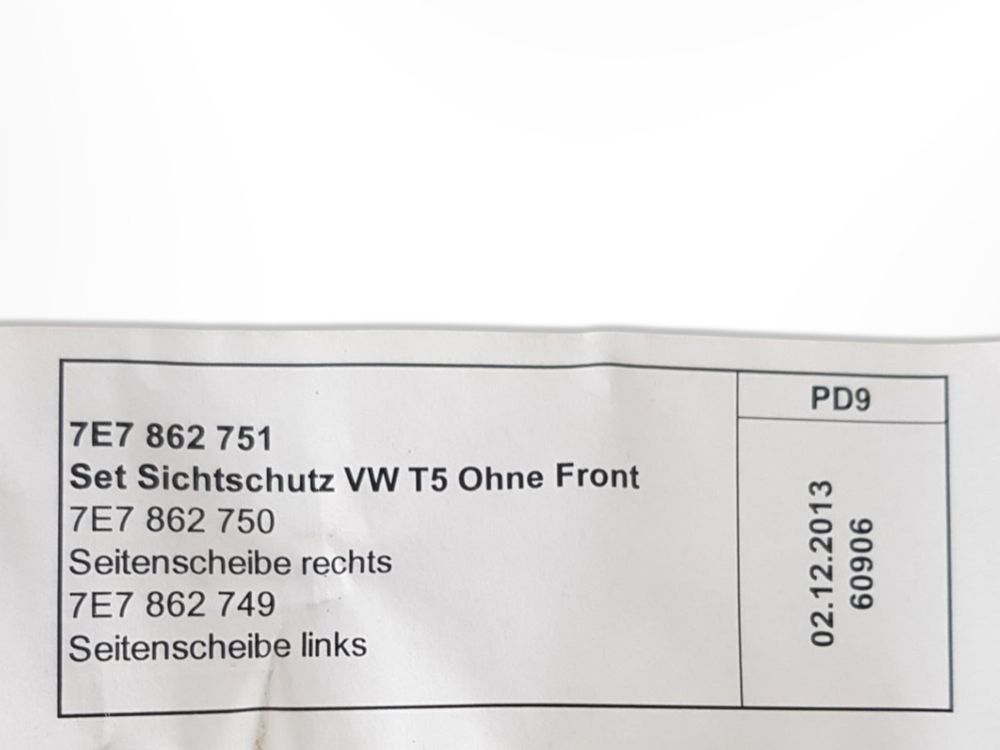 7E7 862 751
Set Sichtschutz VW T5 Ohne Front
7E7 862 750
Seitenscheibe rechts
7E7 862 749
Seitenscheibe links
PD9
02.12.2013
60906